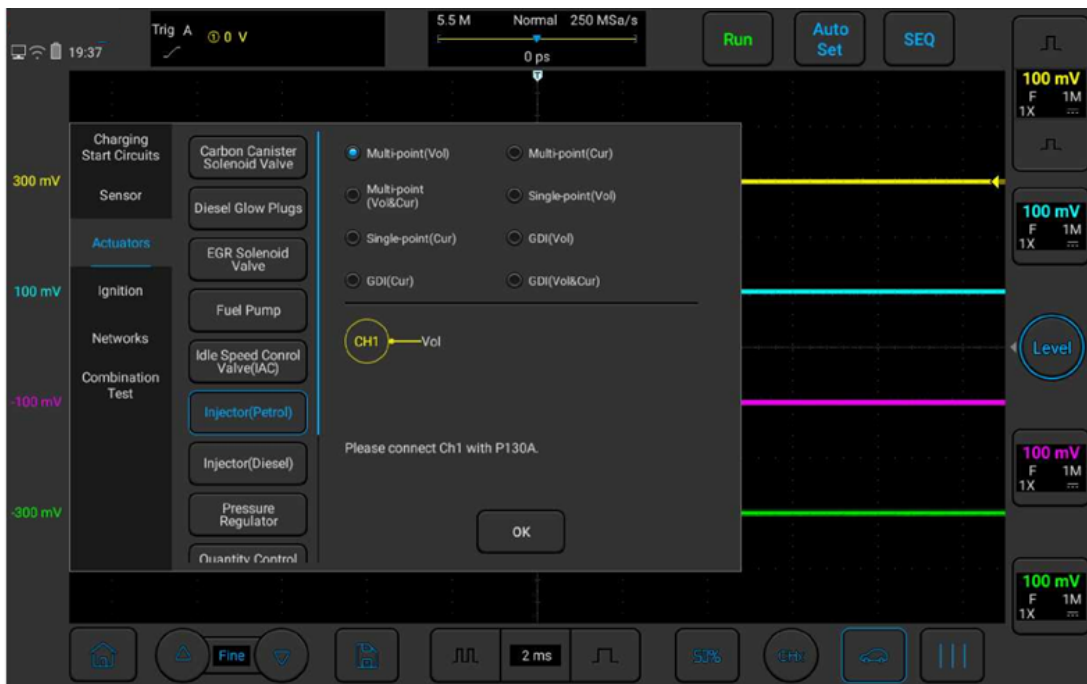 5.5 M Normal 250 MSa/s
Trig A ① 0 V
Run
Auto
Set
SEQ
19:37
0 ps
T
100 mV
F 1M
1X
300 mV
100 mV
-100 mV
-300 mV
Charging
Start Circuits
Sensor
Actuators
Ignition
Networks
Combination
Test
Carbon Canister
Solenoid Valve
Diesel Glow Plugs
EGR Solenoid
Valve
Fuel Pump
Idle Speed Conrol
Valve(IAC)
Injector(Petrol)
Injector(Diesel)
Pressure
Regulator
Quantity Control
Multi-point(Vol)
Multi-point(Cur)
Multi-point
(Vol&Cur)
Single-point(Vol)
Single-point(Cur)
GDI(Vol)
GDI(Cur)
GDI(Vol&Cur)
CH1 Vol
Please connect Ch1 with P130A.
OK
100 mV
F 1M
1X
Level
100 mV
F 1M
1X
100 mV
F 1M
1X
Fine
2 ms
50%
CHx